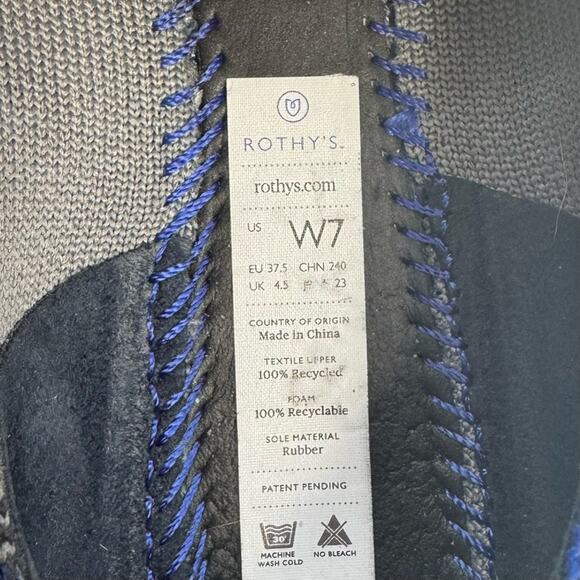 ROTHY'S™
rothys.com
US W7
EU 37.5 CHN 240
UK 4.5 23
COUNTRY OF ORIGIN
Made in China
TEXTILE UPPER
100% Recycled
FOAM
100% Recyclable
SOLE MATERIAL
Rubber
PATENT PENDING
30°
MACHINE NO BLEACH
WASH COLD